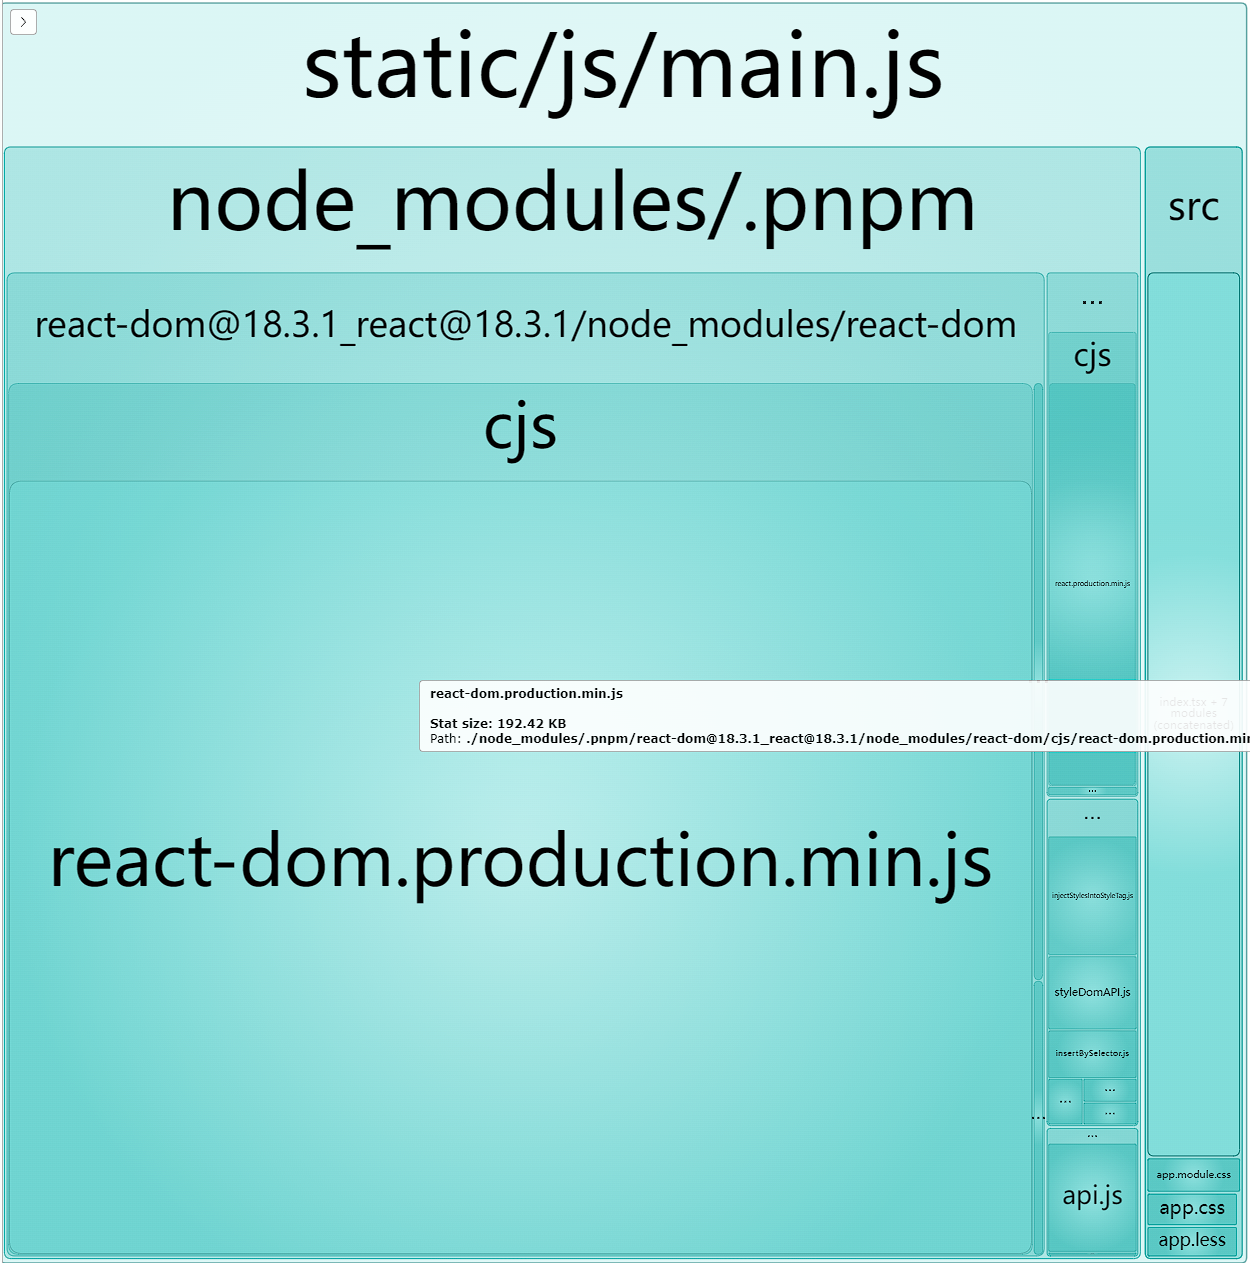 static/js/main.js
node_modules/.pnpm
src
react-dom@18.3.1_react@18.3.1/node_modules/react-dom
...
cjs
cjs
react.production.min.js
react-dom.production.min.js
Stat size: 192.42 KB
Path: ./node_modules/.pnpm/react-dom@18.3.1_react@18.3.1/node_modules/react-dom/cjs/react-dom.production.min
index.tsx + 7
modules
(concatenated)
...
...
react-dom.production.min.js
injectStylesIntoStyleTag.js
styleDomAPI.js
insertBySelector.js
...
...
...
...
...
api.js
app.module.css
app.css
app.less